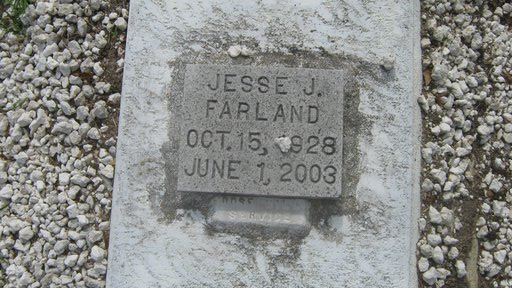 JESSE J.
FARLAND
OCT. 15, 1928
JUNE 1, 2003